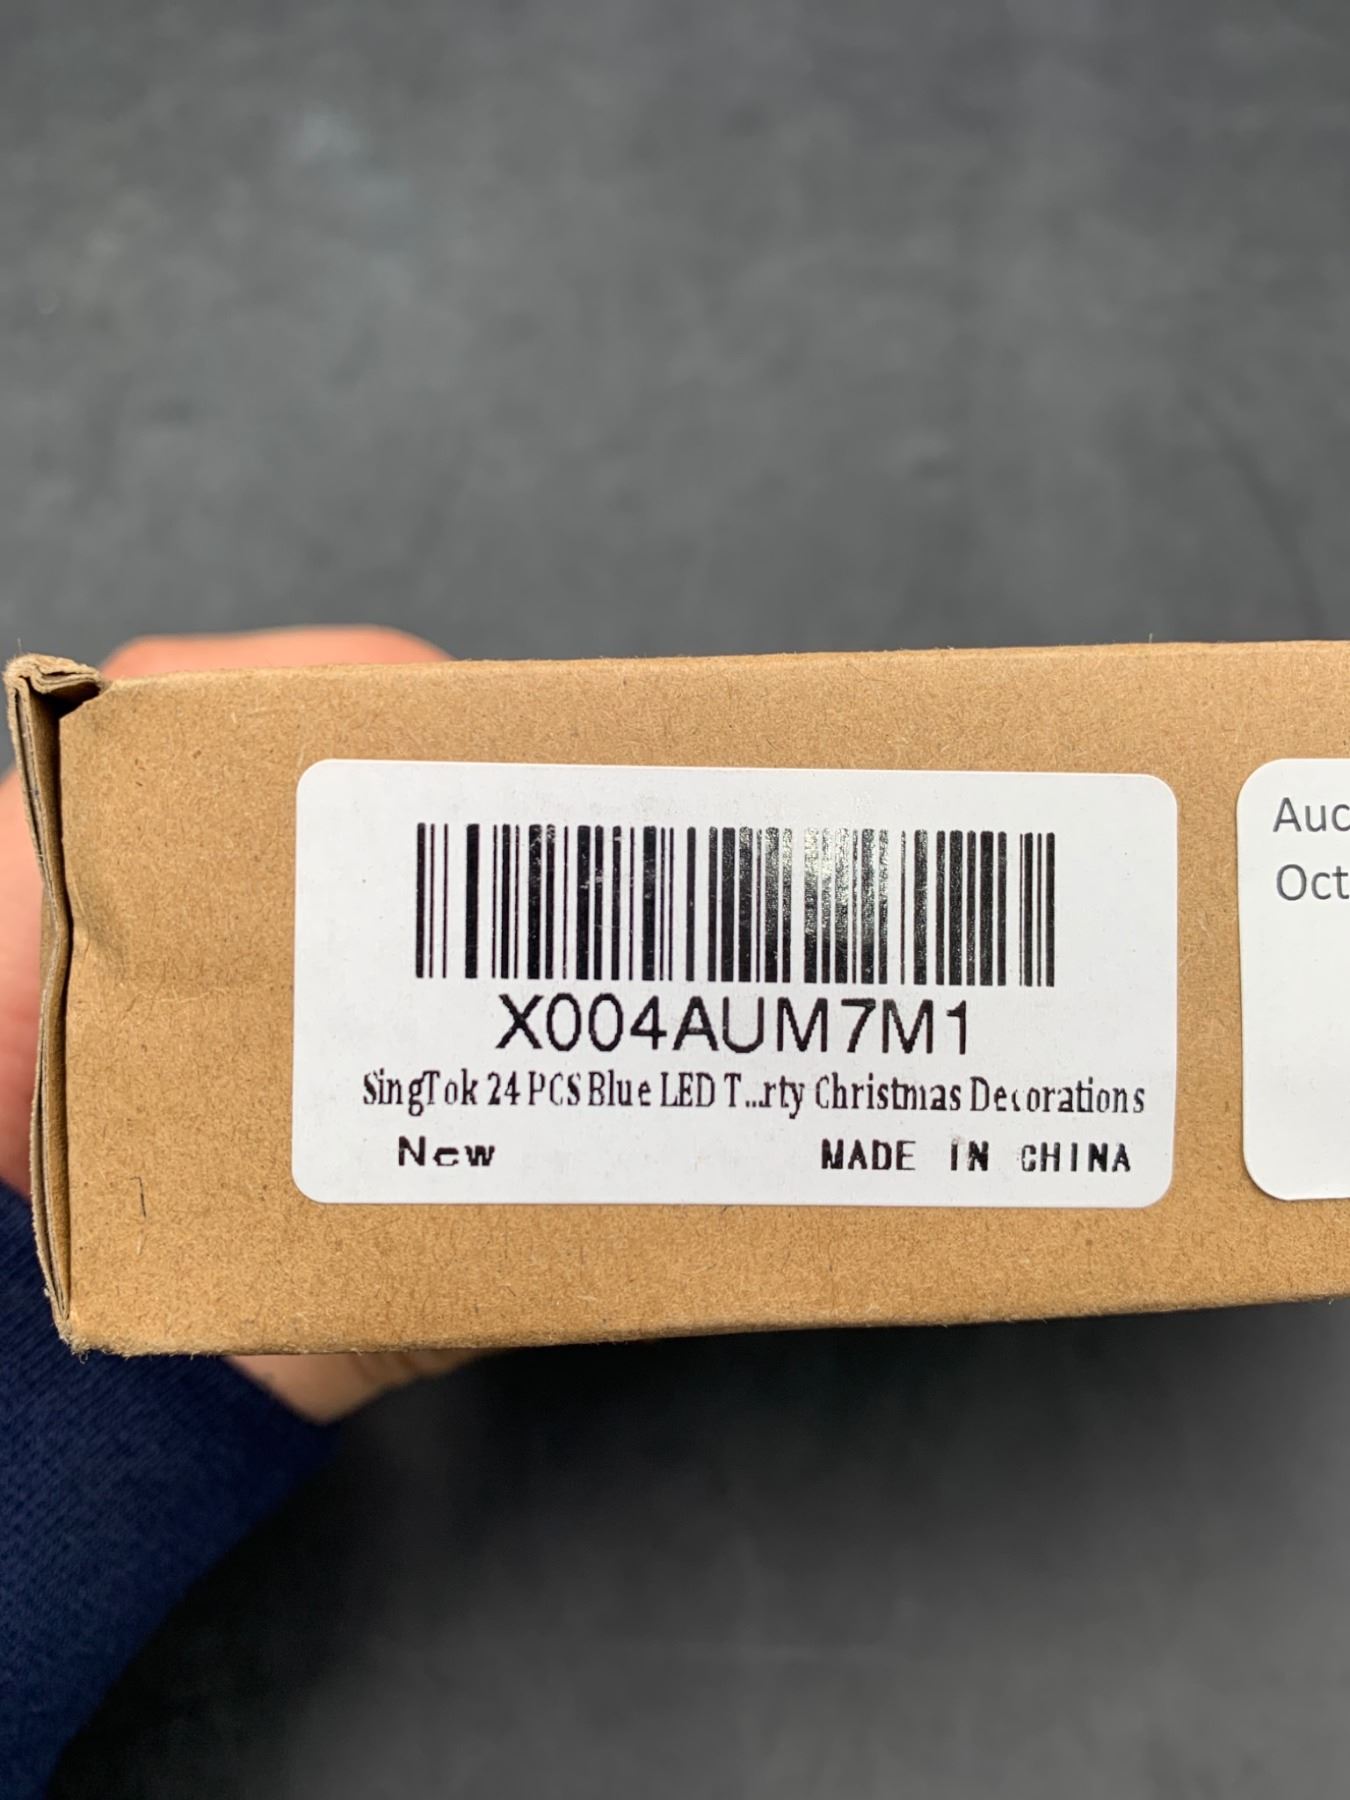 X004AUM7M1
SingTok 24 PCS Blue LED T...rty Christmas Decorations
New MADE IN CHINA
Auc
Oct